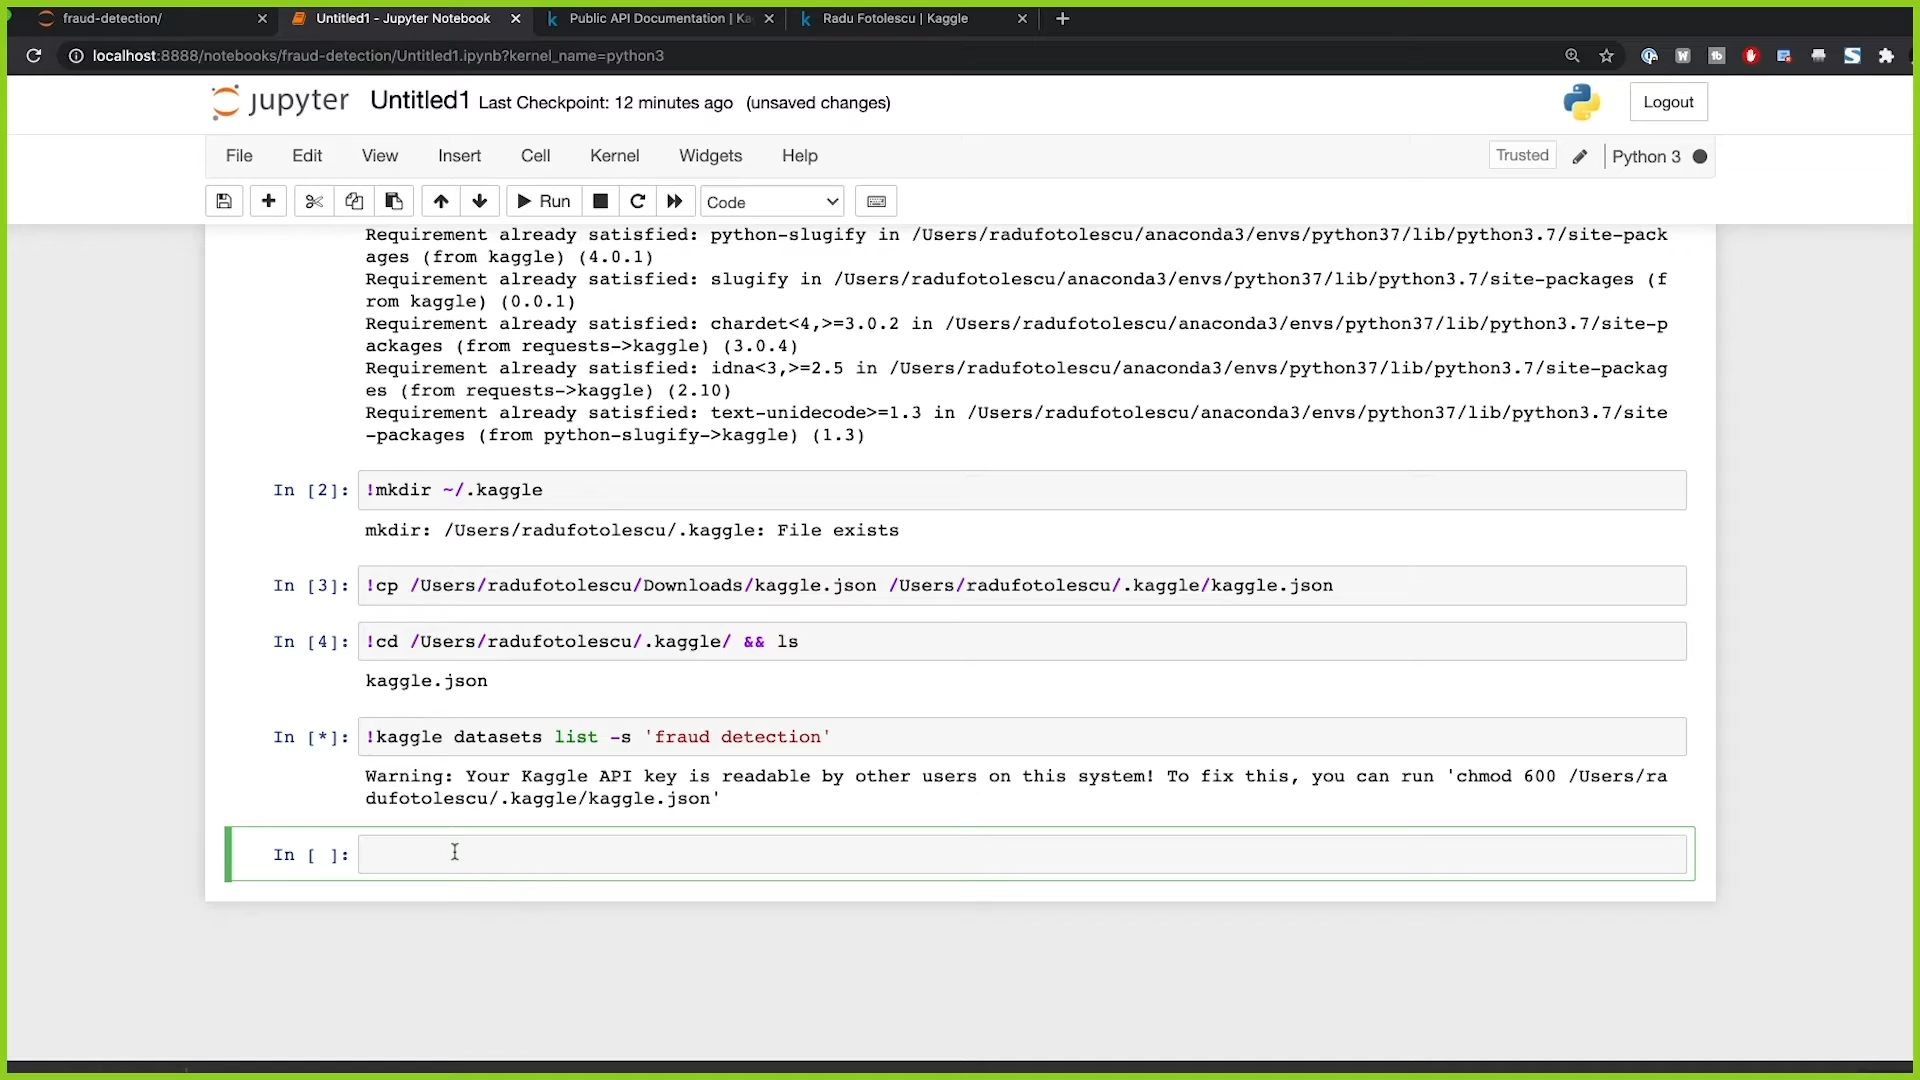 fraud-detection/
Untitled1 - Jupyter Notebook
Public API Documentation | Ka
Radu Fotolescu | Kaggle
localhost:8888/notebooks/fraud-detection/Untitled1.ipynb?kernel_name=python3
jupyter Untitled1 Last Checkpoint: 12 minutes ago (unsaved changes)
Logout
File Edit View Insert Cell Kernel Widgets Help
Trusted
Python 3
Run
Code
Requirement already satisfied: python-slugify in /Users/radufotolescu/anaconda3/envs/python37/lib/python3.7/site-pack
ages (from kaggle) (4.0.1)
Requirement already satisfied: slugify in /Users/radufotolescu/anaconda3/envs/python37/lib/python3.7/site-packages (f
rom kaggle) (0.0.1)
Requirement already satisfied: chardet<4,>=3.0.2 in /Users/radufotolescu/anaconda3/envs/python37/lib/python3.7/site-p
ackages (from requests->kaggle) (3.0.4)
Requirement already satisfied: idna<3,>=2.5 in /Users/radufotolescu/anaconda3/envs/python37/lib/python3.7/site-packag
es (from requests->kaggle) (2.10)
Requirement already satisfied: text-unidecode>=1.3 in /Users/radufotolescu/anaconda3/envs/python37/lib/python3.7/site
-packages (from python-slugify->kaggle) (1.3)
In [2]: !mkdir ~/.kaggle
mkdir: /Users/radufotolescu/.kaggle: File exists
In [3]: !cp /Users/radufotolescu/Downloads/kaggle.json /Users/radufotolescu/.kaggle/kaggle.json
In [4]: !cd /Users/radufotolescu/.kaggle/ && ls
kaggle.json
In [*]: !kaggle datasets list -s 'fraud detection'
Warning: Your Kaggle API key is readable by other users on this system! To fix this, you can run 'chmod 600 /Users/ra
dufotolescu/.kaggle/kaggle.json'
In [ ]: